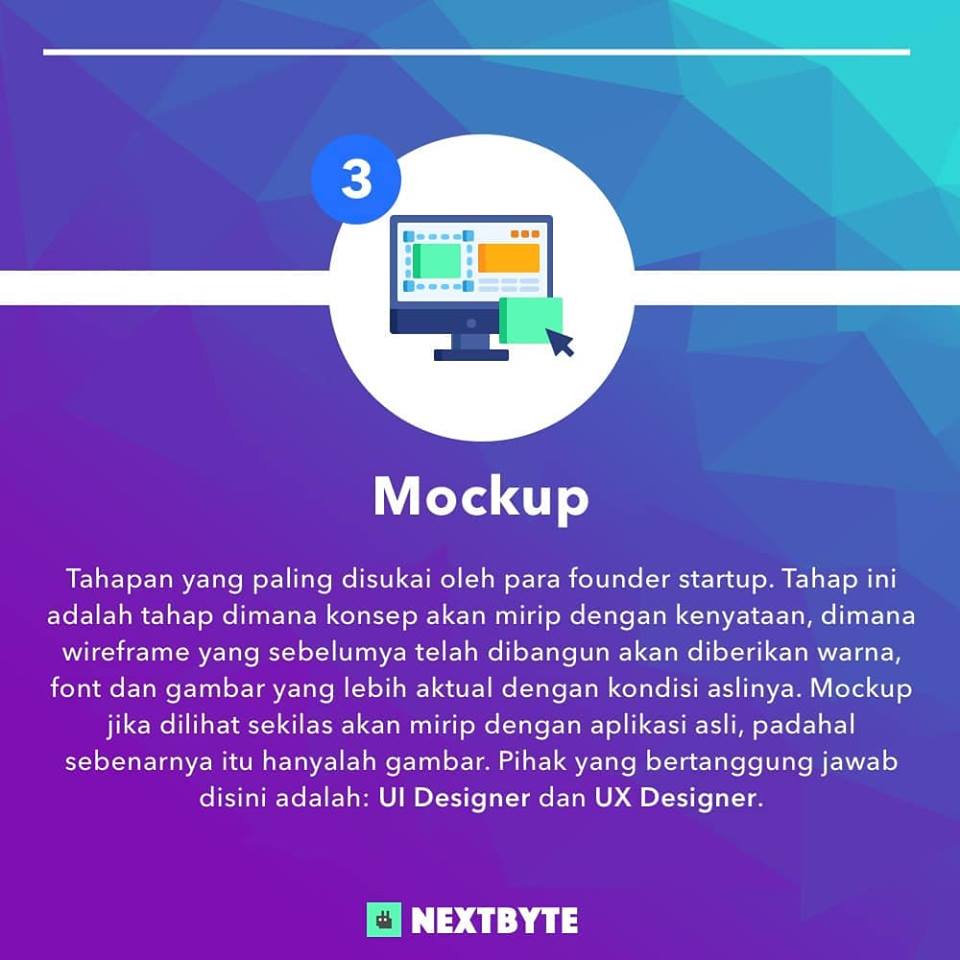 3
Mockup
Tahapan yang paling disukai oleh para founder startup. Tahap ini
adalah tahap dimana konsep akan mirip dengan kenyataan, dimana
wireframe yang sebelumya telah dibangun akan diberikan warna,
font dan gambar yang lebih aktual dengan kondisi aslinya. Mockup
jika dilihat sekilas akan mirip dengan aplikasi asli, padahal
sebenarnya itu hanyalah gambar. Pihak yang bertanggung jawab
disini adalah: UI Designer dan UX Designer.
NEXTBYTE